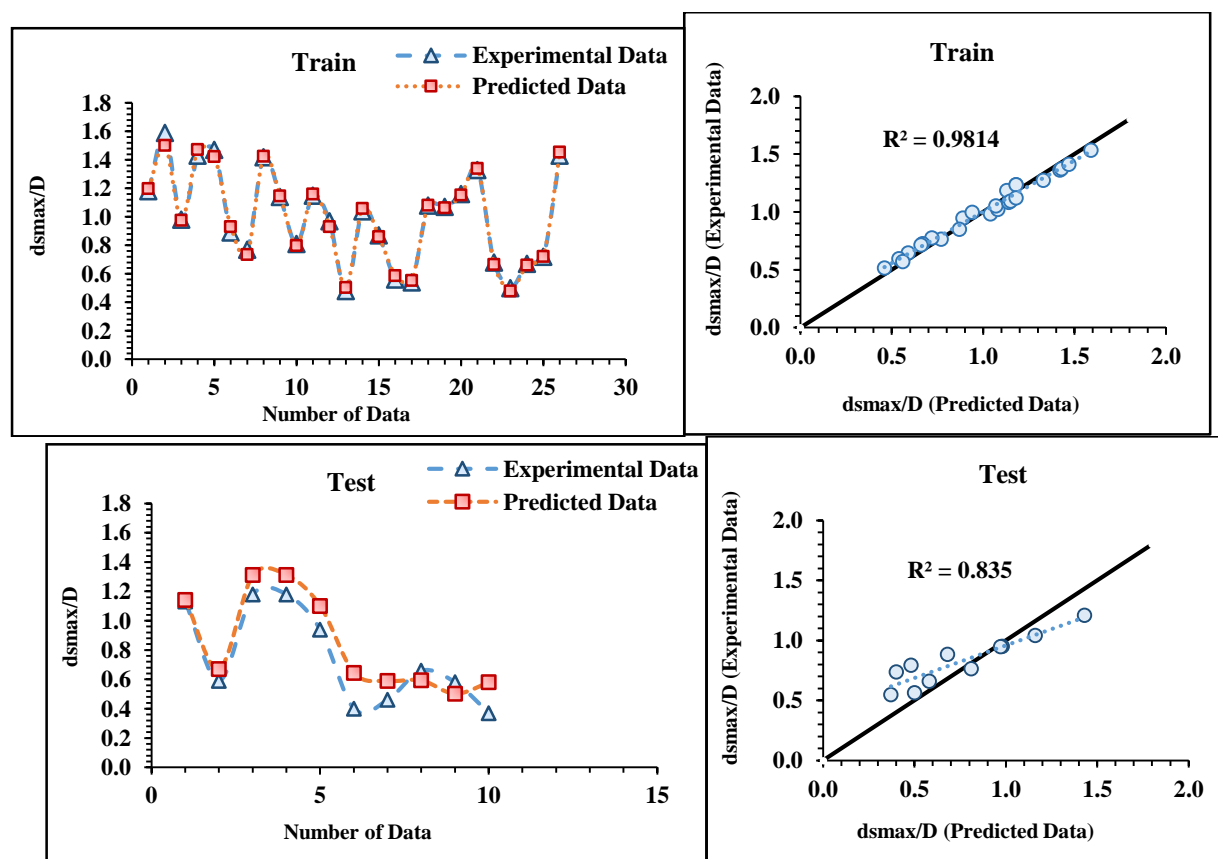 Train
Experimental Data
Predicted Data
dsmax/D
1.8
1.6
1.4
1.2
1.0
0.8
0.6
0.4
0.2
0.0
0 5 10 15 20 25 30
Number of Data
Train
dsmax/D (Experimental Data)
R² = 0.9814
2.0
1.5
1.0
0.5
0.0
0.0 0.5 1.0 1.5 2.0
dsmax/D (Predicted Data)
Test
Experimental Data
Predicted Data
dsmax/D
1.8
1.6
1.4
1.2
1.0
0.8
0.6
0.4
0.2
0.0
0 5 10 15
Number of Data
Test
dsmax/D (Experimental Data)
R² = 0.835
2.0
1.5
1.0
0.5
0.0
0.0 0.5 1.0 1.5 2.0
dsmax/D (Predicted Data)